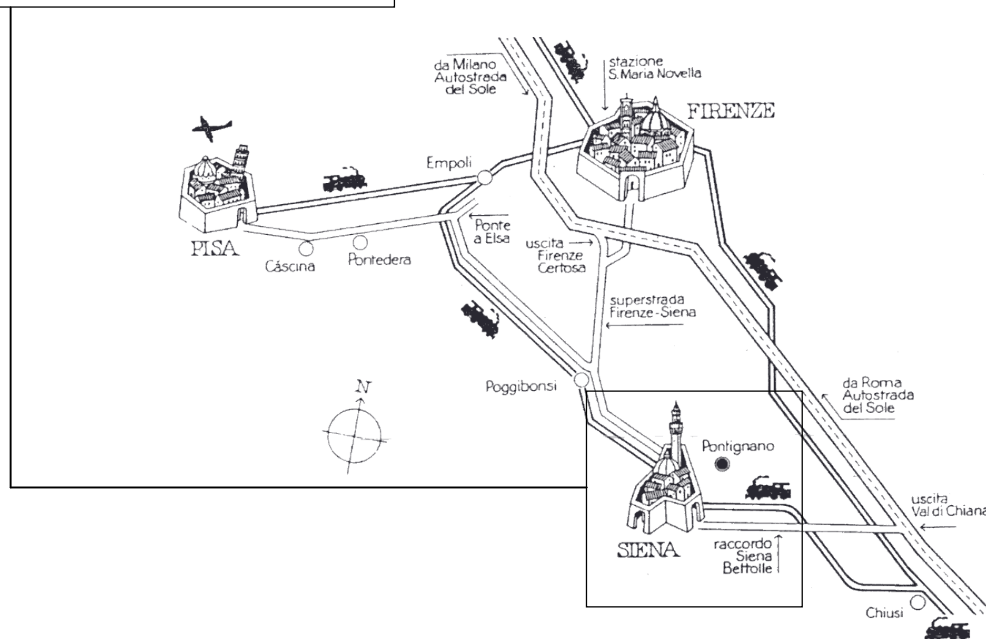 da Milano
Autostrada
del Sole
stazione
S. Maria Novella
FIRENZE
Empoli
PISA
Ponte
a Elsa
Cáscina
Pontedera
uscita
Firenze
Certosa
superstrada
Firenze-Siena
Poggibonsi
N
da Roma
Autostrada
del Sole
Pontignano
uscita
Val di Chiana
SIENA
raccordo
Siena
Bettolle
Chiusi